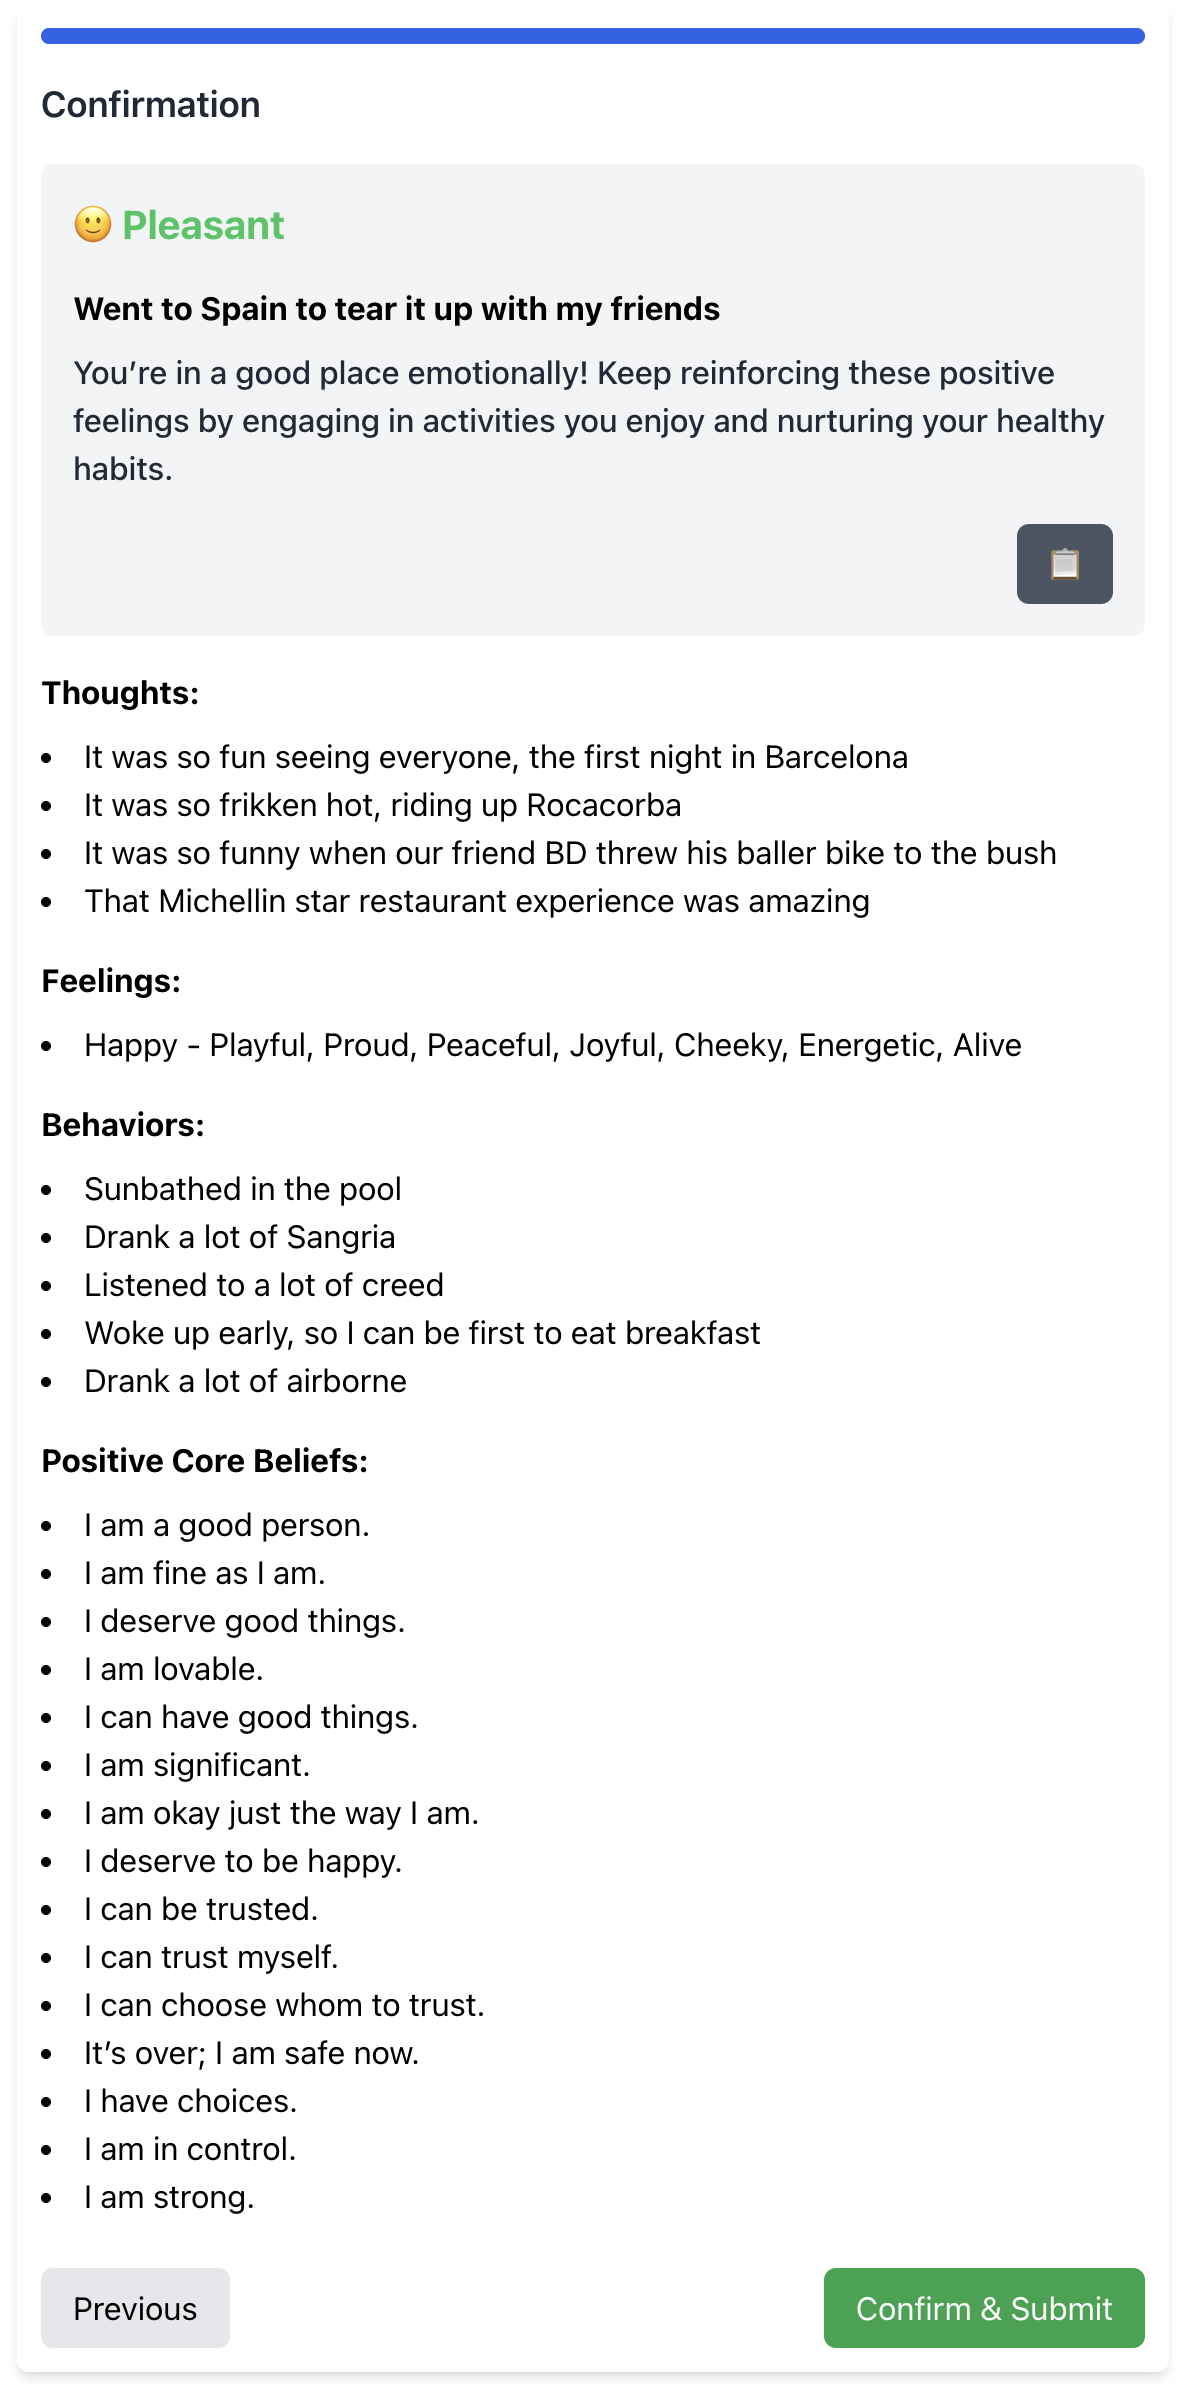 Confirmation
🙂 Pleasant
Went to Spain to tear it up with my friends
You’re in a good place emotionally! Keep reinforcing these positive
feelings by engaging in activities you enjoy and nurturing your healthy
habits.
Thoughts:
• It was so fun seeing everyone, the first night in Barcelona
• It was so frikken hot, riding up Rocacorba
• It was so funny when our friend BD threw his baller bike to the bush
• That Michellin star restaurant experience was amazing
Feelings:
• Happy - Playful, Proud, Peaceful, Joyful, Cheeky, Energetic, Alive
Behaviors:
• Sunbathed in the pool
• Drank a lot of Sangria
• Listened to a lot of creed
• Woke up early, so I can be first to eat breakfast
• Drank a lot of airborne
Positive Core Beliefs:
• I am a good person.
• I am fine as I am.
• I deserve good things.
• I am lovable.
• I can have good things.
• I am significant.
• I am okay just the way I am.
• I deserve to be happy.
• I can be trusted.
• I can trust myself.
• I can choose whom to trust.
• It’s over; I am safe now.
• I have choices.
• I am in control.
• I am strong.
Previous
Confirm & Submit